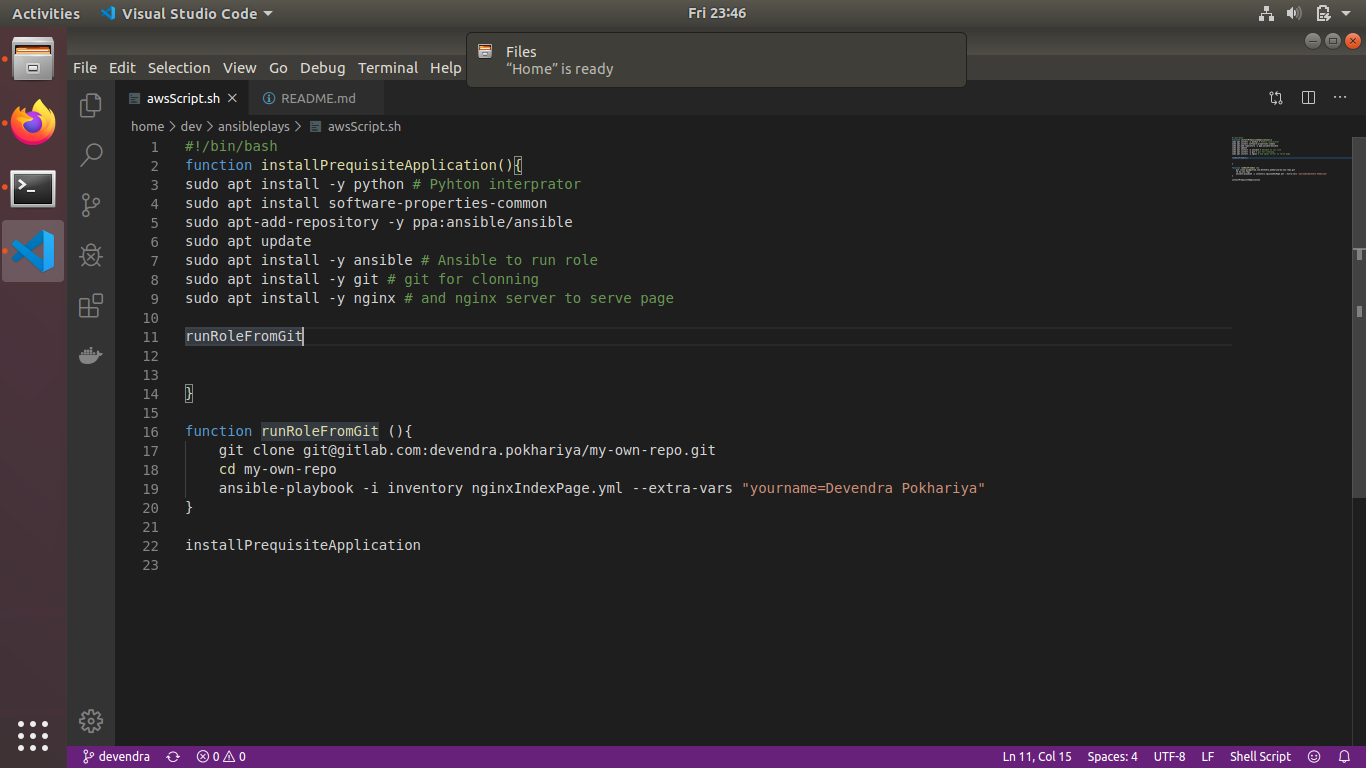 Activities Visual Studio Code Fri 23:46
Files
“Home” is ready
File Edit Selection View Go Debug Terminal Help
awsScript.sh README.md
home > dev > ansibleplays > awsScript.sh
1 #!/bin/bash
2 function installPrequisiteApplication(){
3 sudo apt install -y python # Pyhton interprator
4 sudo apt install software-properties-common
5 sudo apt-add-repository -y ppa:ansible/ansible
6 sudo apt update
7 sudo apt install -y ansible # Ansible to run role
8 sudo apt install -y git # git for clonning
9 sudo apt install -y nginx # and nginx server to serve page
10
11 runRoleFromGit
12
13
14 }
15
16 function runRoleFromGit (){
17     git clone git@gitlab.com:devendra.pokhariya/my-own-repo.git
18     cd my-own-repo
19     ansible-playbook -i inventory nginxIndexPage.yml --extra-vars "yourname=Devendra Pokhariya"
20 }
21
22 installPrequisiteApplication
23
devendra 0 0 Ln 11, Col 15 Spaces: 4 UTF-8 LF Shell Script